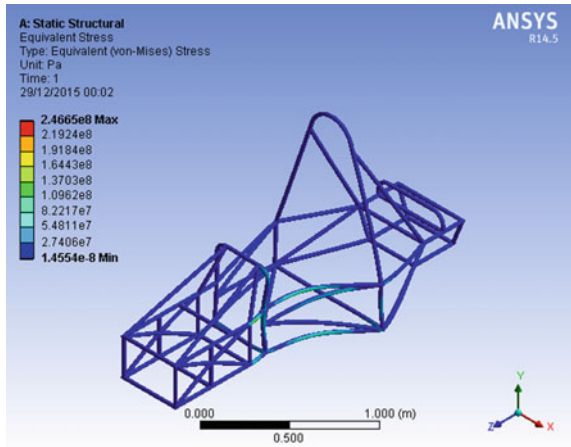 A: Static Structural
Equivalent Stress
Type: Equivalent (von-Mises) Stress
Unit: Pa
Time: 1
29/12/2015 00:02
ANSYS
R14.5
2.4665e8 Max
2.1924e8
1.9184e8
1.6443e8
1.3703e8
1.0962e8
8.2217e7
5.4811e7
2.7406e7
1.4554e-8 Min
0.000 1.000 (m)
0.500
Y
Z X